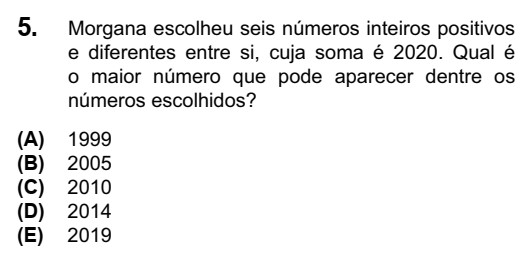 5. Morgana escolheu seis números inteiros positivos
e diferentes entre si, cuja soma é 2020. Qual é
o maior número que pode aparecer dentre os
números escolhidos?
(A) 1999
(B) 2005
(C) 2010
(D) 2014
(E) 2019